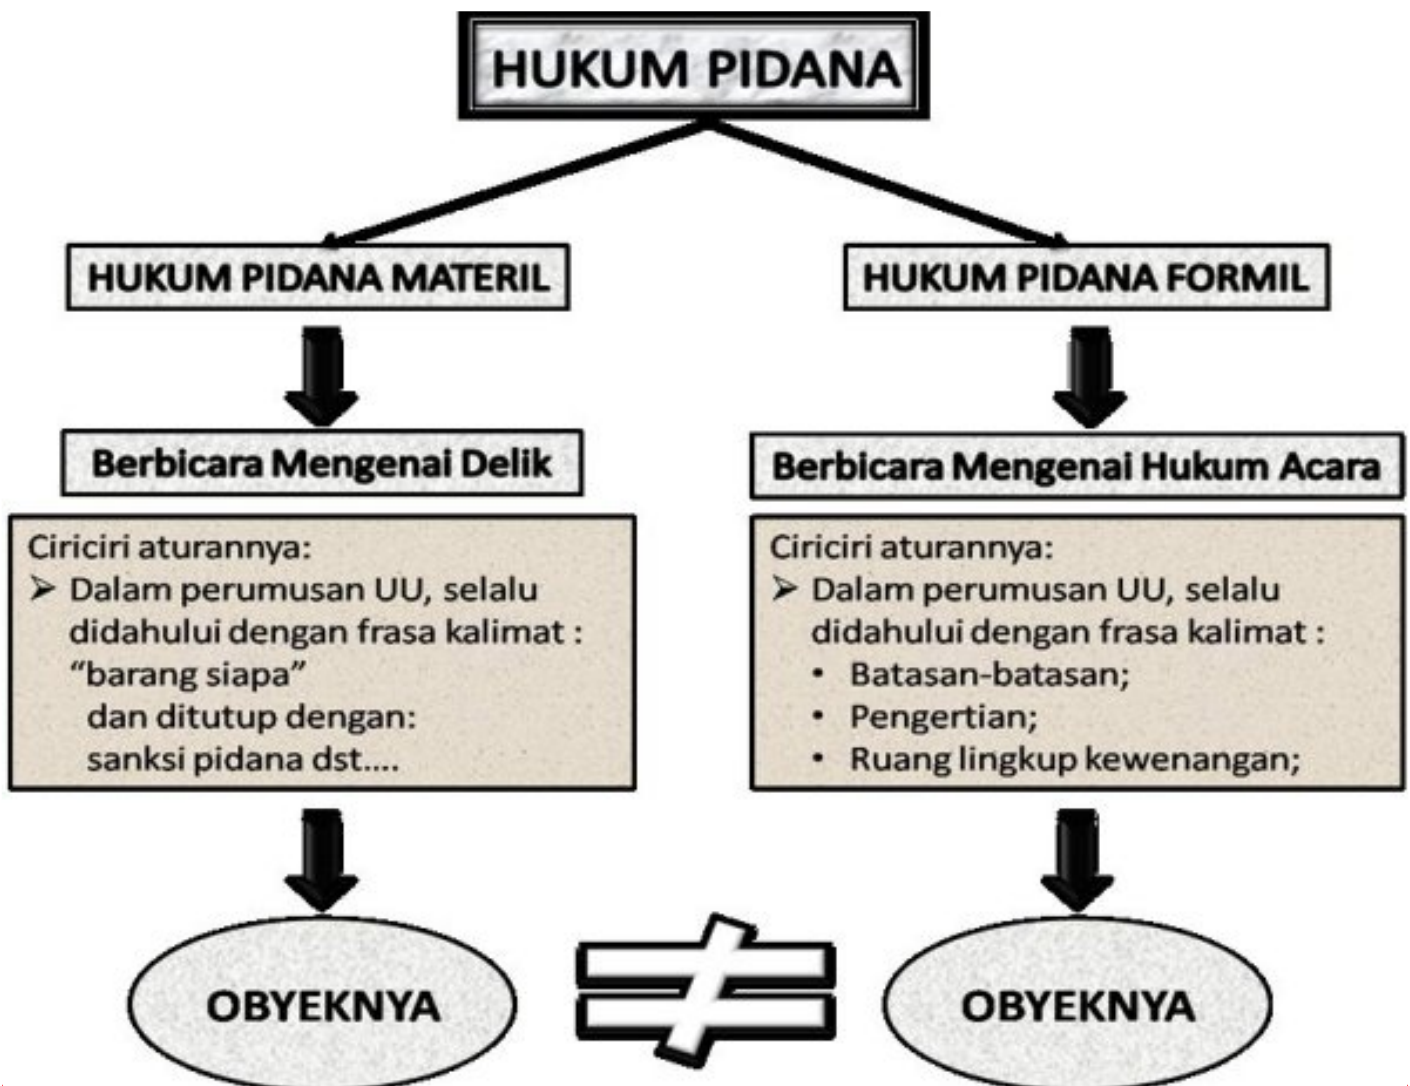 HUKUM PIDANA
HUKUM PIDANA MATERIL
HUKUM PIDANA FORMIL
Berbicara Mengenai Delik
Berbicara Mengenai Hukum Acara
Ciriciri aturannya:
➢ Dalam perumusan UU, selalu
didahului dengan frasa kalimat :
“barang siapa”
dan ditutup dengan:
sanksi pidana dst....
Ciriciri aturannya:
➢ Dalam perumusan UU, selalu
didahului dengan frasa kalimat :
• Batasan-batasan;
• Pengertian;
• Ruang lingkup kewenangan;
OBYEKNYA
≠
OBYEKNYA